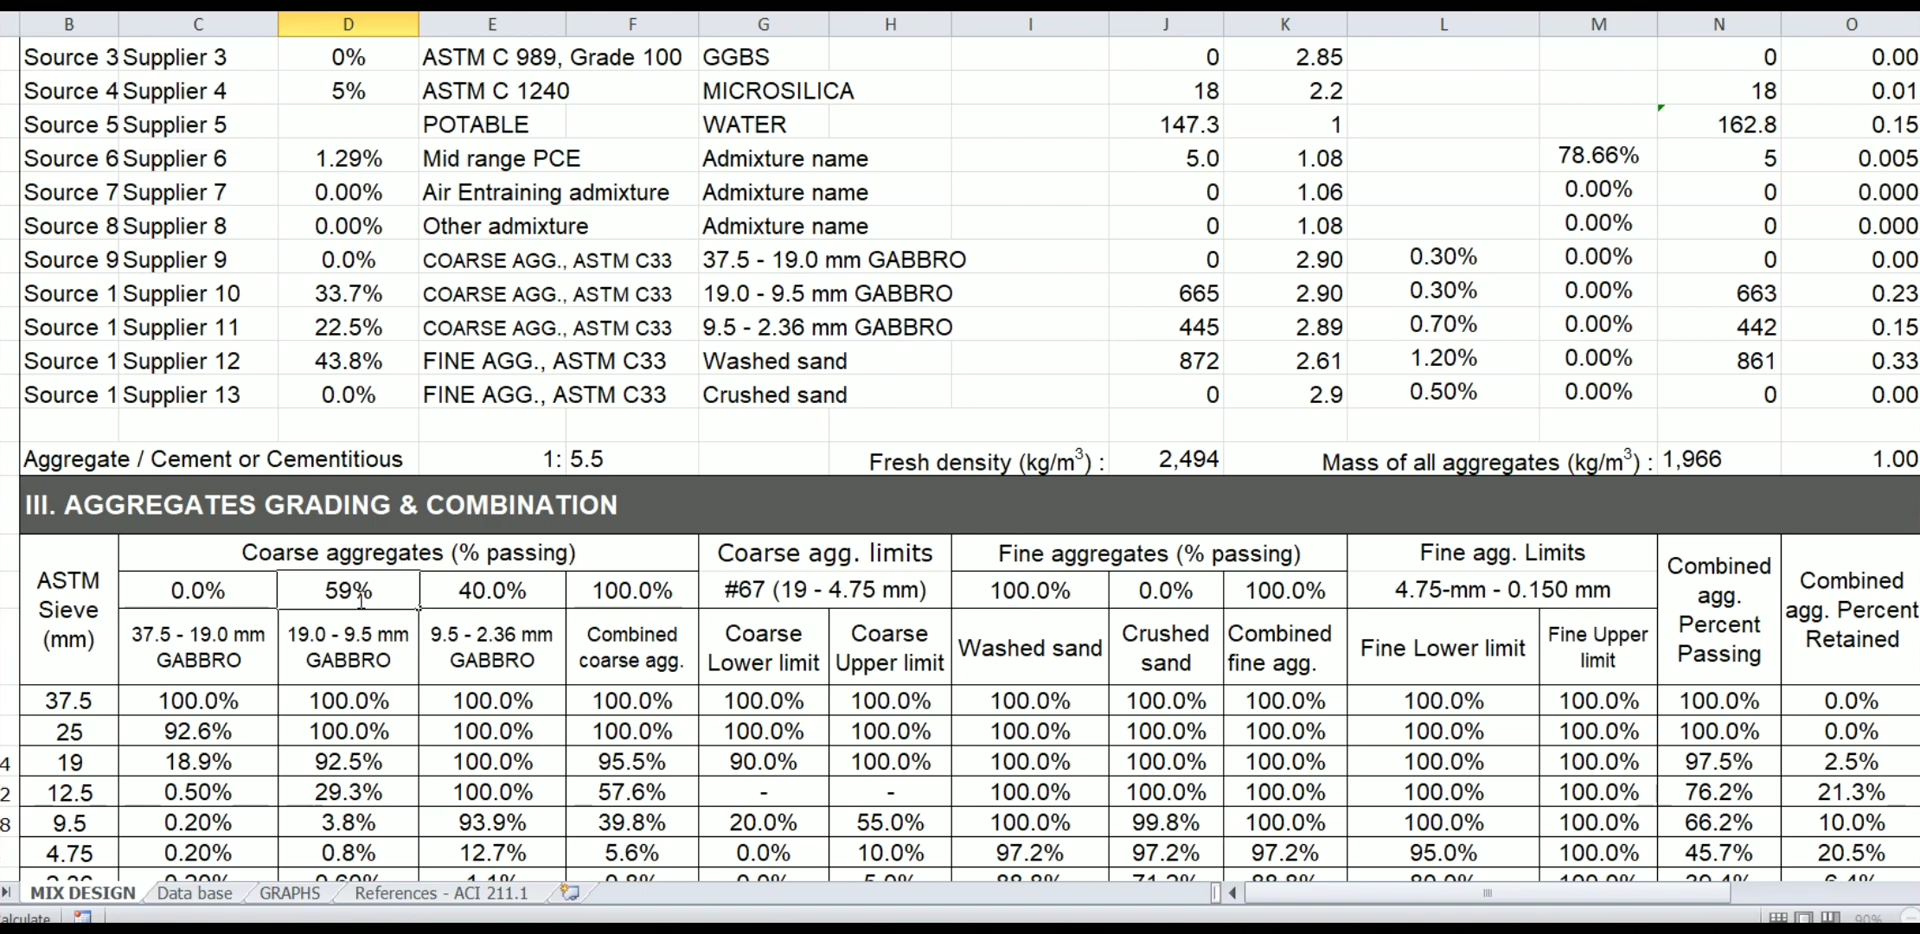 B C D E F G H I J K L M N O
Source 3 Supplier 3 0% ASTM C 989, Grade 100 GGBS 0 2.85 0 0.00
Source 4 Supplier 4 5% ASTM C 1240 MICROSILICA 18 2.2 18 0.01
Source 5 Supplier 5 POTABLE WATER 147.3 1 162.8 0.15
Source 6 Supplier 6 1.29% Mid range PCE Admixture name 5.0 1.08 78.66% 5 0.005
Source 7 Supplier 7 0.00% Air Entraining admixture Admixture name 0 1.06 0.00% 0 0.000
Source 8 Supplier 8 0.00% Other admixture Admixture name 0 1.08 0.00% 0 0.000
Source 9 Supplier 9 0.0% COARSE AGG., ASTM C33 37.5 - 19.0 mm GABBRO 0 2.90 0.30% 0.00% 0 0.00
Source 1 Supplier 10 33.7% COARSE AGG., ASTM C33 19.0 - 9.5 mm GABBRO 665 2.90 0.30% 0.00% 663 0.23
Source 1 Supplier 11 22.5% COARSE AGG., ASTM C33 9.5 - 2.36 mm GABBRO 445 2.89 0.70% 0.00% 442 0.15
Source 1 Supplier 12 43.8% FINE AGG., ASTM C33 Washed sand 872 2.61 1.20% 0.00% 861 0.33
Source 1 Supplier 13 0.0% FINE AGG., ASTM C33 Crushed sand 0 2.9 0.50% 0.00% 0 0.00
Aggregate / Cement or Cementitious 1: 5.5 Fresh density (kg/m³) : 2,494 Mass of all aggregates (kg/m³) : 1,966 1.00
III. AGGREGATES GRADING & COMBINATION
ASTM Sieve (mm) Coarse aggregates (% passing) Coarse agg. limits Fine aggregates (% passing) Fine agg. Limits Combined agg. Percent Passing Combined agg. Percent Retained
0.0% 59% 40.0% 100.0% #67 (19 - 4.75 mm) 100.0% 0.0% 100.0% 4.75-mm - 0.150 mm
37.5 - 19.0 mm GABBRO 19.0 - 9.5 mm GABBRO 9.5 - 2.36 mm GABBRO Combined coarse agg. Coarse Lower limit Coarse Upper limit Washed sand Crushed sand Combined fine agg. Fine Lower limit Fine Upper limit
37.5 100.0% 100.0% 100.0% 100.0% 100.0% 100.0% 100.0% 100.0% 100.0% 100.0% 100.0% 100.0% 0.0%
25 92.6% 100.0% 100.0% 100.0% 100.0% 100.0% 100.0% 100.0% 100.0% 100.0% 100.0% 100.0% 0.0%
4 19 18.9% 92.5% 100.0% 95.5% 90.0% 100.0% 100.0% 100.0% 100.0% 100.0% 100.0% 97.5% 2.5%
2 12.5 0.50% 29.3% 100.0% 57.6% - - 100.0% 100.0% 100.0% 100.0% 100.0% 76.2% 21.3%
8 9.5 0.20% 3.8% 93.9% 39.8% 20.0% 55.0% 100.0% 99.8% 100.0% 100.0% 100.0% 66.2% 10.0%
4.75 0.20% 0.8% 12.7% 5.6% 0.0% 10.0% 97.2% 97.2% 97.2% 95.0% 100.0% 45.7% 20.5%
MIX DESIGN Data base GRAPHS References - ACI 211.1
90%